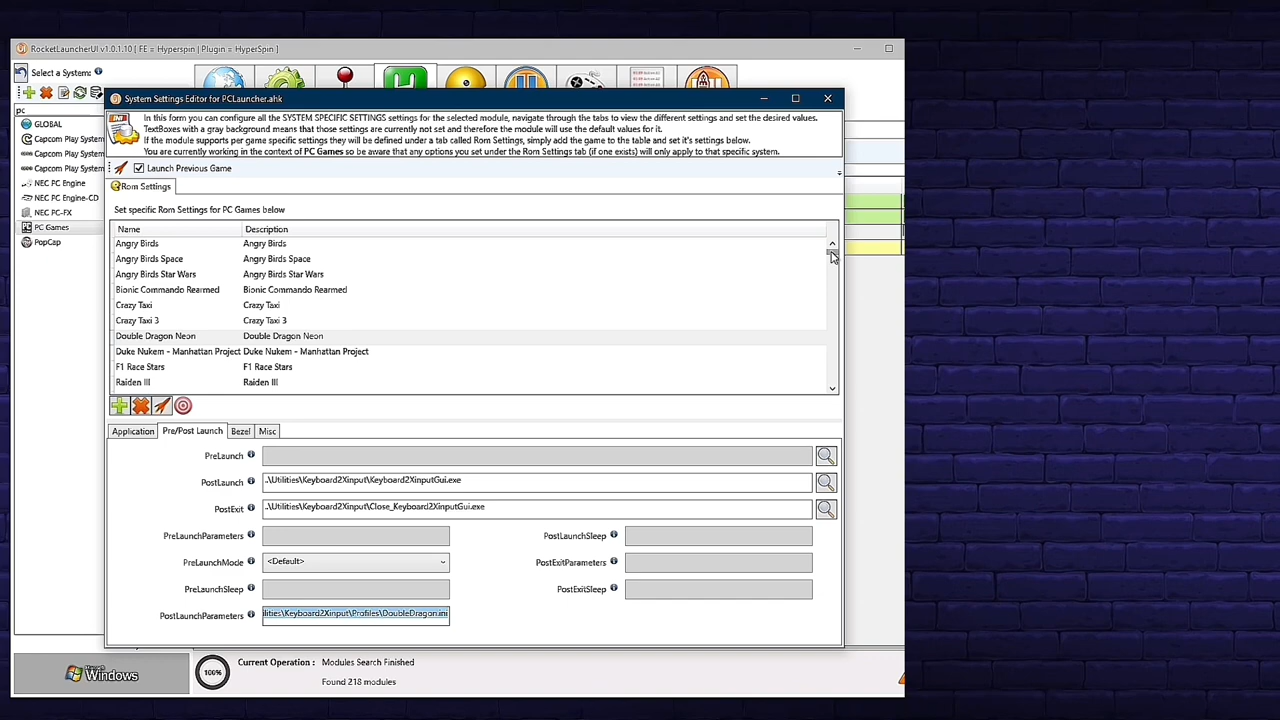 RocketLauncherUI v1.0.1.10 [ FE = Hyperspin | Plugin = HyperSpin ]
Select a System:
pc
GLOBAL
Capcom Play System
Capcom Play System
Capcom Play System
NEC PC Engine
NEC PC Engine-CD
NEC PC-FX
PC Games
PopCap
System Settings Editor for PCLauncher.ahk
In this form you can configure all the SYSTEM SPECIFIC SETTINGS settings for the selected module, navigate through the tabs to view the different settings and set the desired values.
TextBoxes with a gray background means that those settings are currently not set and therefore the module will use the default values for it.
If the module supports per game specific settings they will be defined under a tab called Rom Settings, simply add the game to the table and set it's settings below.
You are currently working in the context of PC Games so be aware that any options you set under the Rom Settings tab (if one exists) will only apply to that specific system.
Launch Previous Game
Rom Settings
Set specific Rom Settings for PC Games below
Name Description
Angry Birds Angry Birds
Angry Birds Space Angry Birds Space
Angry Birds Star Wars Angry Birds Star Wars
Bionic Commando Rearmed Bionic Commando Rearmed
Crazy Taxi Crazy Taxi
Crazy Taxi 3 Crazy Taxi 3
Double Dragon Neon Double Dragon Neon
Duke Nukem - Manhattan Project Duke Nukem - Manhattan Project
F1 Race Stars F1 Race Stars
Raiden III Raiden III
Application Pre/Post Launch Bezel Misc
PreLaunch
PostLaunch ..\Utilities\Keyboard2Xinput\Keyboard2XinputGui.exe
PostExit ..\Utilities\Keyboard2Xinput\Close_Keyboard2XinputGui.exe
PreLaunchParameters PostLaunchSleep
PreLaunchMode <Default> PostExitParameters
PreLaunchSleep PostExitSleep
PostLaunchParameters ilities\Keyboard2Xinput\Profiles\DoubleDragon.ini
Microsoft
Windows
100%
Current Operation : Modules Search Finished
Found 218 modules